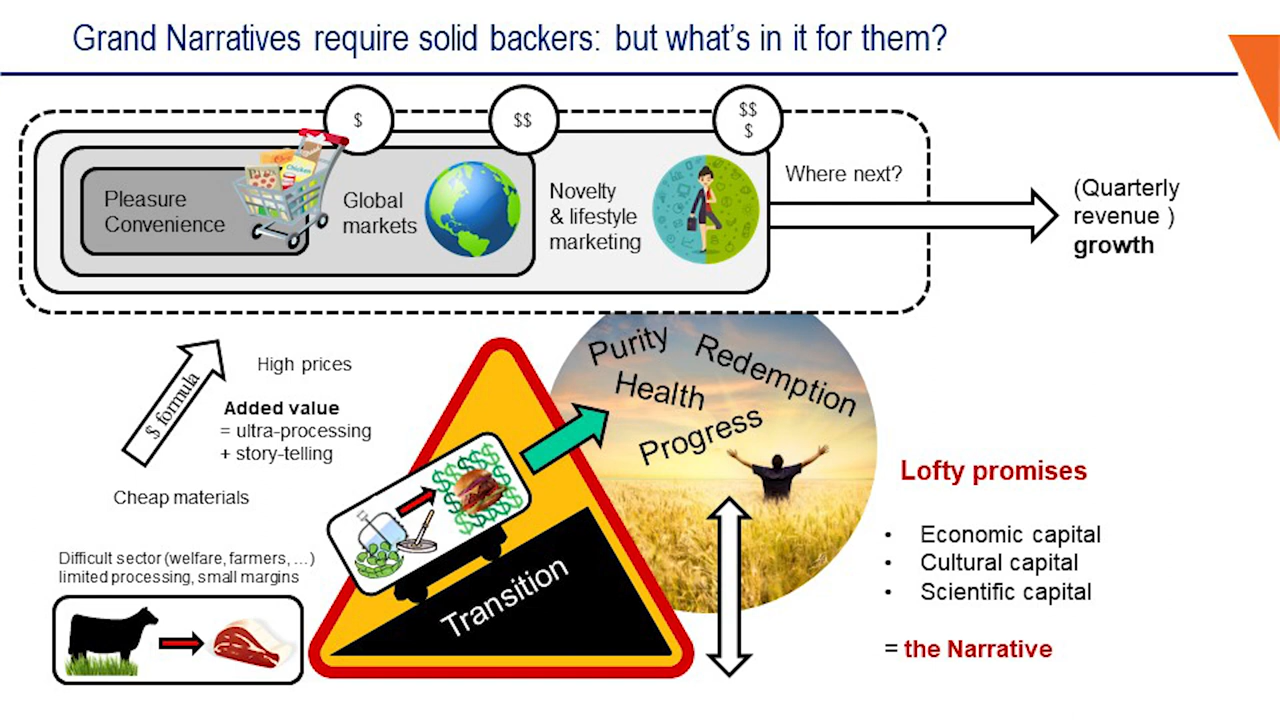 Grand Narratives require solid backers: but what's in it for them?
$
$$
$$
$
Pleasure
Convenience
Global
markets
Novelty
& lifestyle
marketing
Where next?
(Quarterly
revenue )
growth
$ formula
High prices
Added value
= ultra-processing
+ story-telling
Cheap materials
Difficult sector (welfare, farmers, ...)
limited processing, small margins
Transition
Purity
Redemption
Health
Progress
Lofty promises
• Economic capital
• Cultural capital
• Scientific capital
= the Narrative